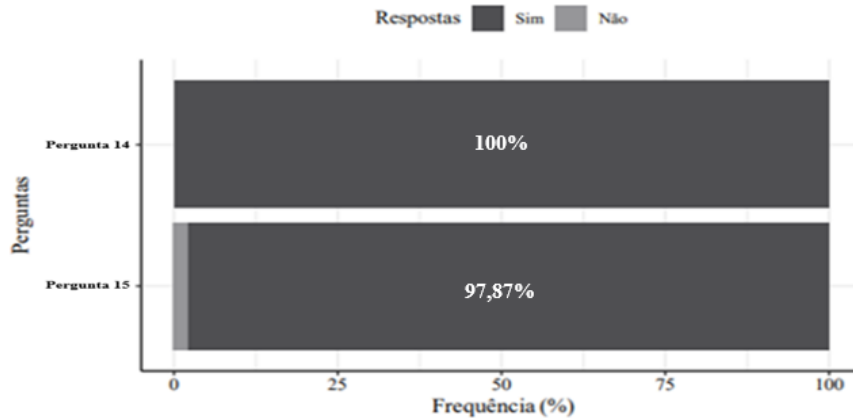 Respostas Sim Não
Perguntas
Pergunta 14
100%
Pergunta 15
97,87%
0 25 50 75 100
Frequência (%)